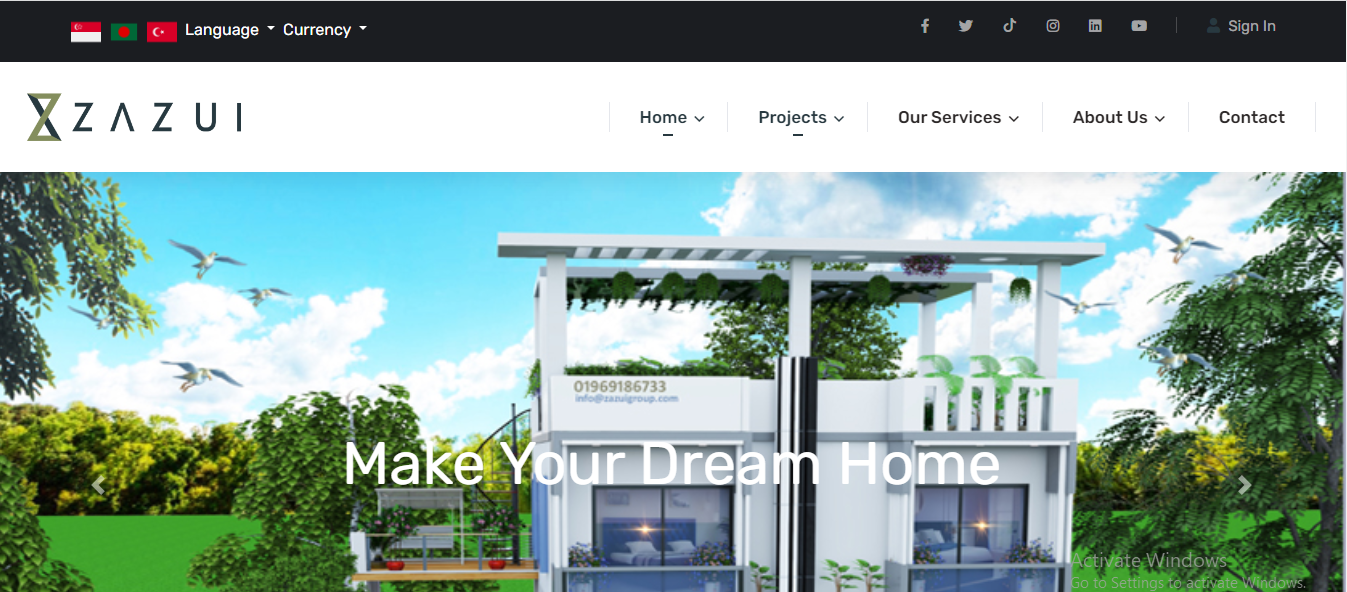 Language Currency
Sign In
ZAZUI
Home Projects Our Services About Us Contact
01969186733
info@zazuigroup.com
Make Your Dream Home
Activate Windows
Go to Settings to activate Windows.